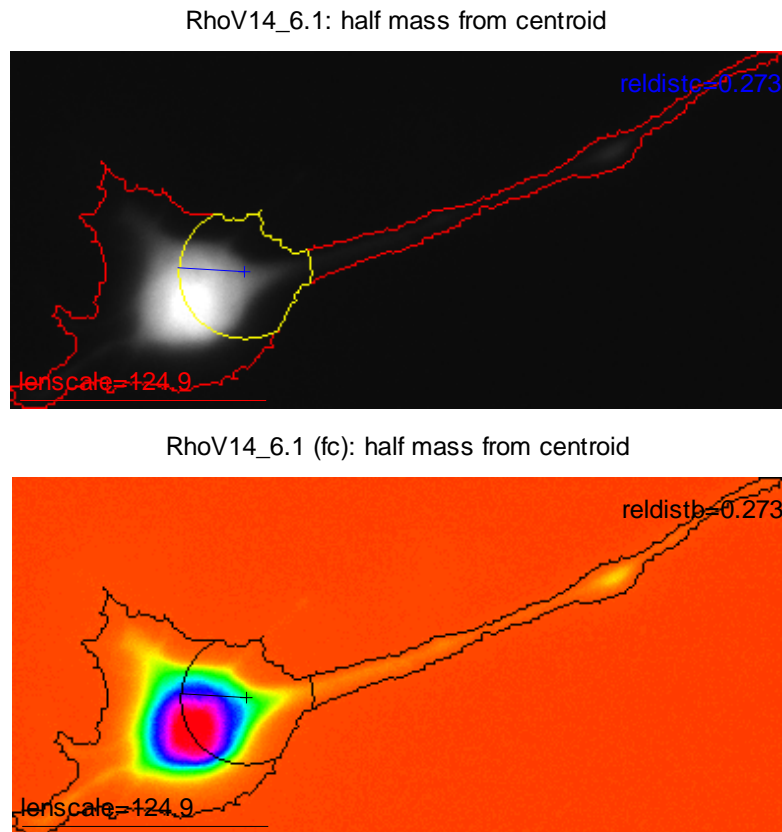 RhoV14_6.1: half mass from centroid
reldistc=0.273
lenscale=124.9
RhoV14_6.1 (fc): half mass from centroid
reldistb=0.273
lenscale=124.9